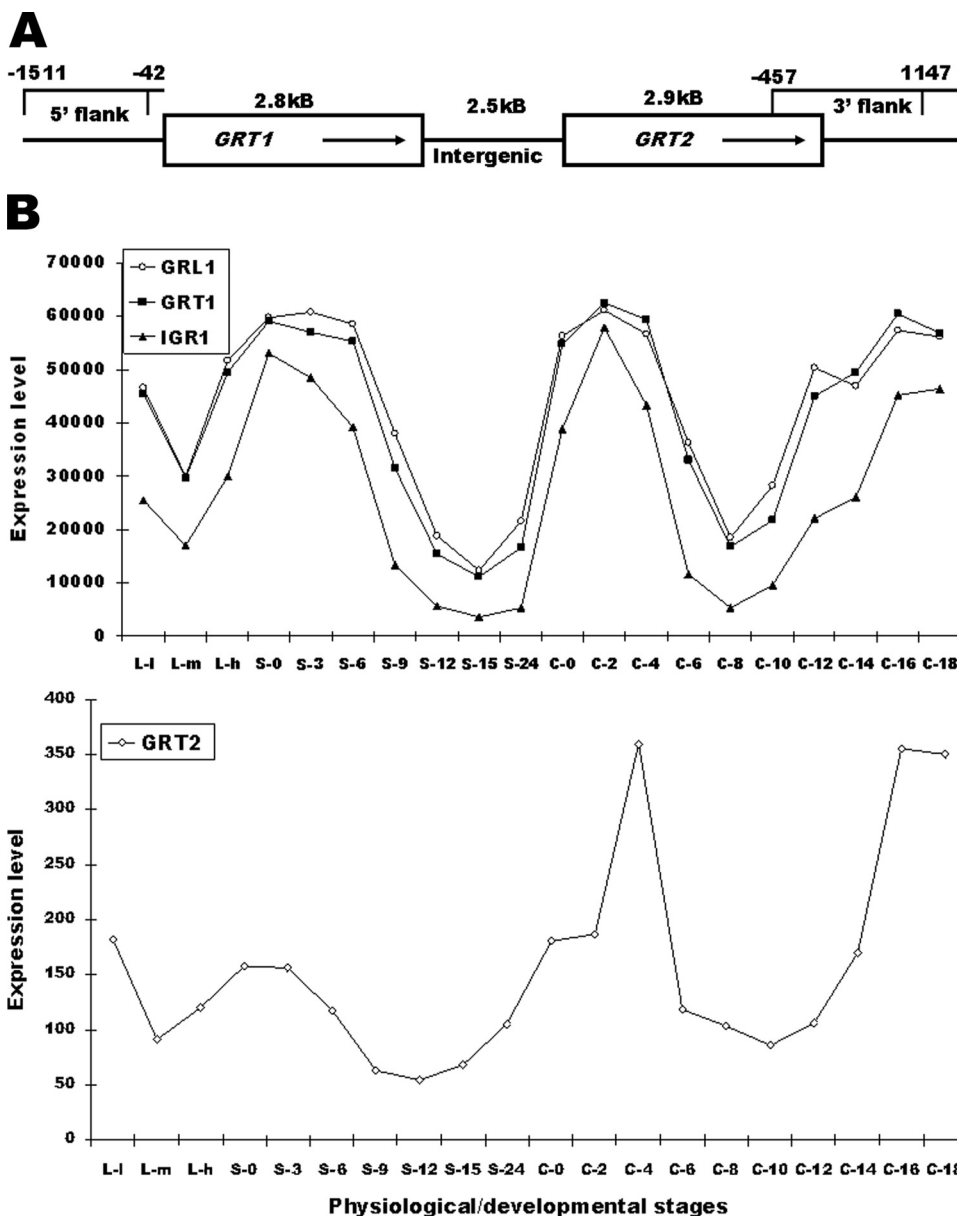 A
-1511 -42 -457 1147
2.8kB 2.5kB 2.9kB
5' flank 3' flank
GRT1 GRT2
Intergenic
B
GRL1
GRT1
IGR1
Expression level
70000
60000
50000
40000
30000
20000
10000
0
L-l L-m L-h S-0 S-3 S-6 S-9 S-12 S-15 S-24 C-0 C-2 C-4 C-6 C-8 C-10 C-12 C-14 C-16 C-18
GRT2
Expression level
400
350
300
250
200
150
100
50
0
L-l L-m L-h S-0 S-3 S-6 S-9 S-12 S-15 S-24 C-0 C-2 C-4 C-6 C-8 C-10 C-12 C-14 C-16 C-18
Physiological/developmental stages